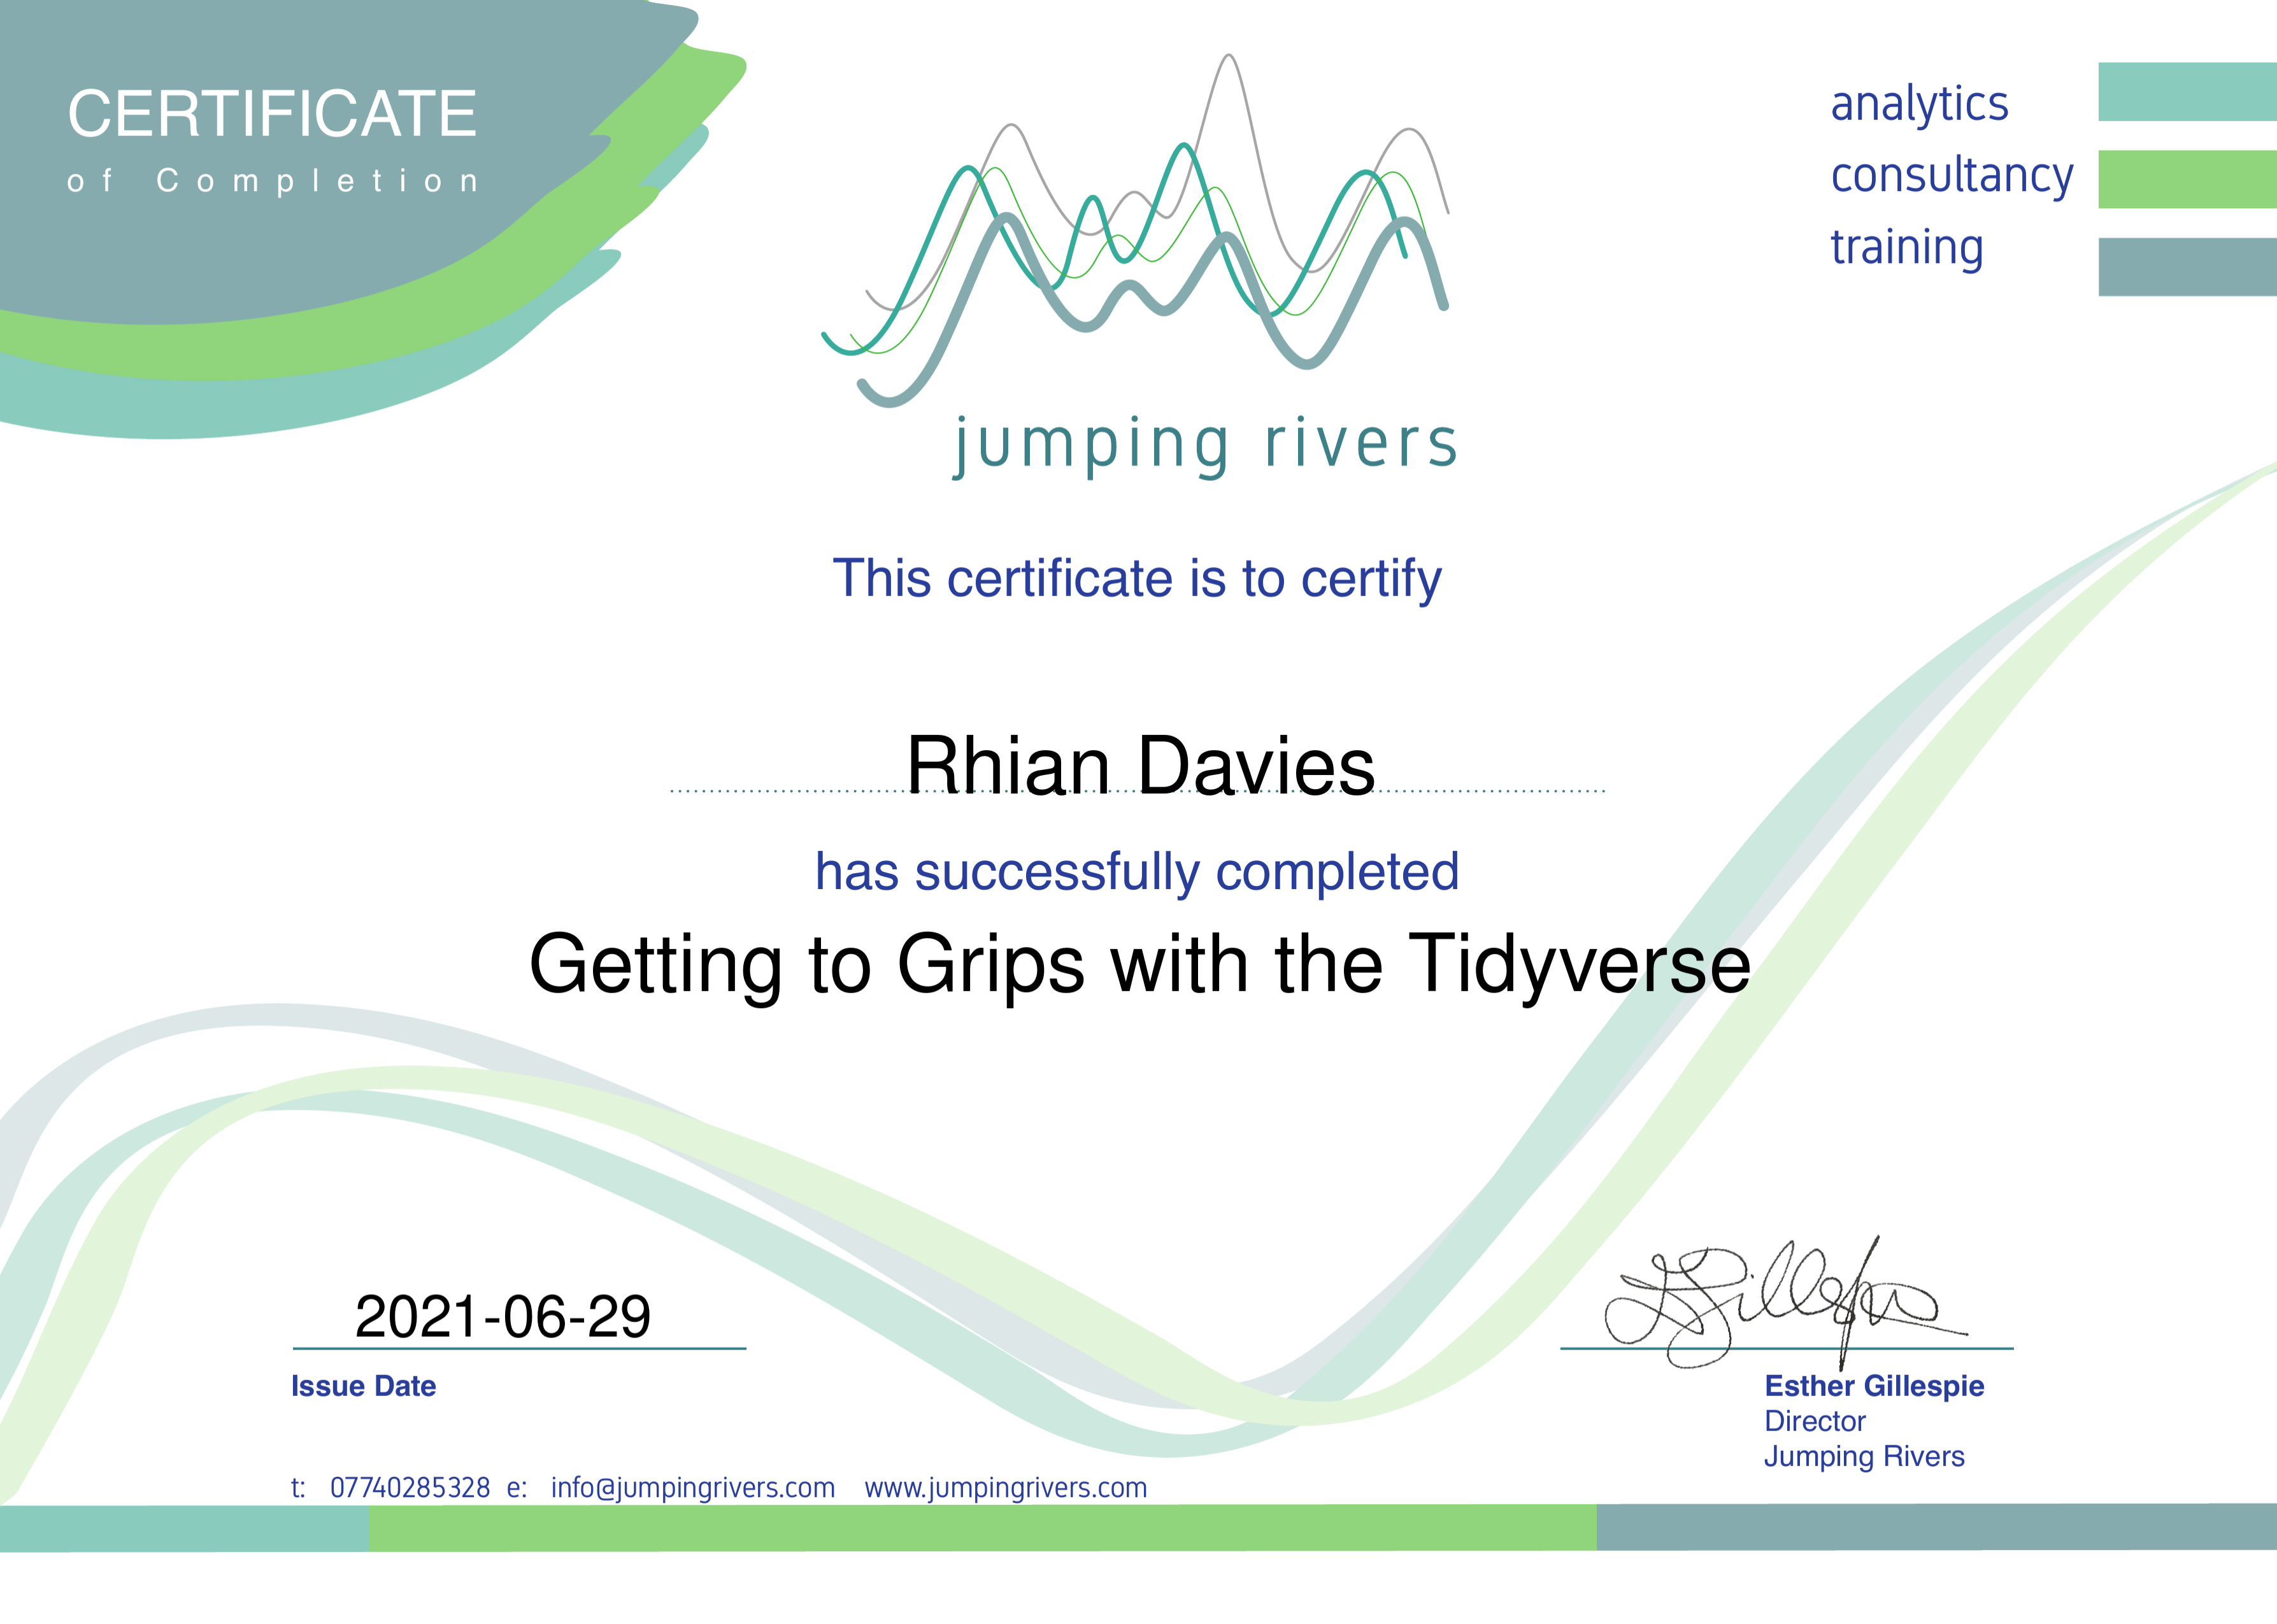 CERTIFICATE
of Completion
analytics
consultancy
training
jumping rivers
This certificate is to certify
Rhian Davies
has successfully completed
Getting to Grips with the Tidyverse
2021-06-29
Issue Date
Esther Gillespie
Director
Jumping Rivers
t: 07740285328 e: info@jumpingrivers.com www.jumpingrivers.com